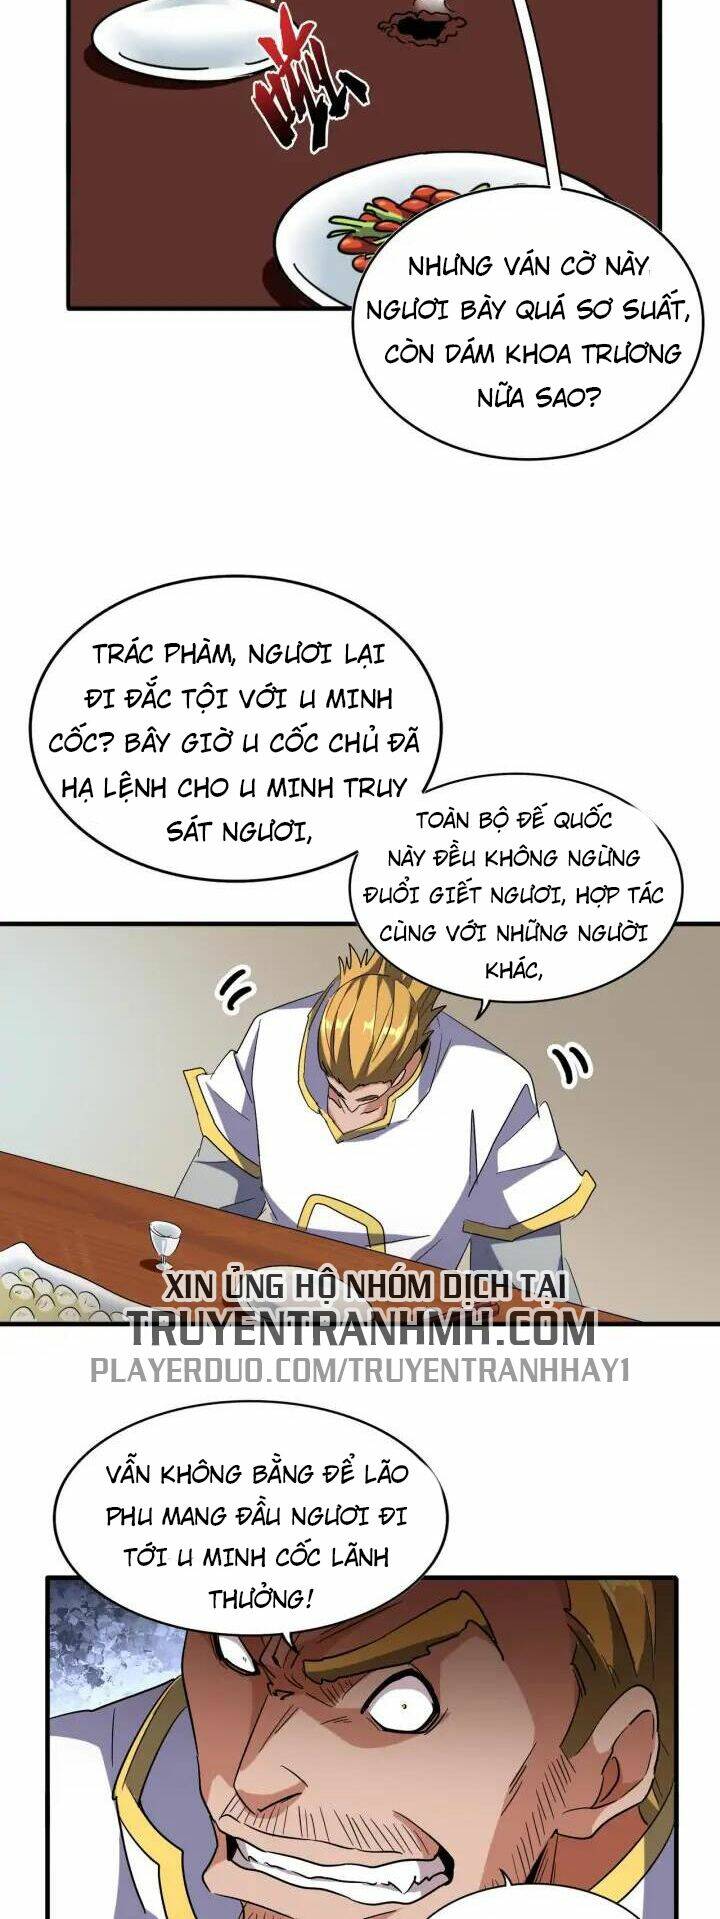 NHƯNG VÁN CỜ NÀY
NGƯƠI BÀY QUÁ SƠ SUẤT,
CÒN DÁM KHOA TRƯƠNG
NỮA SAO?
TRÁC PHÀM, NGƯƠI LẠI
ĐI ĐẮC TỘI VỚI U MINH
CỐC? BÂY GIỜ U CỐC CHỦ ĐÃ
HẠ LỆNH CHO U MINH TRUY
SÁT NGƯƠI,
TOÀN BỘ ĐẾ QUỐC
NÀY ĐỀU KHÔNG NGỪNG
ĐUỔI GIẾT NGƯƠI, HỢP TÁC
CÙNG VỚI NHỮNG NGƯỜI
KHÁC,
XIN ỦNG HỘ NHÓM DỊCH TẠI
TRUYENTRANHMH.COM
PLAYERDUO.COM/TRUYENTRANHHAY1
VẪN KHÔNG BẰNG ĐỂ LÃO
PHU MANG ĐẦU NGƯƠI ĐI
TỚI U MINH CỐC LÃNH
THƯỞNG!